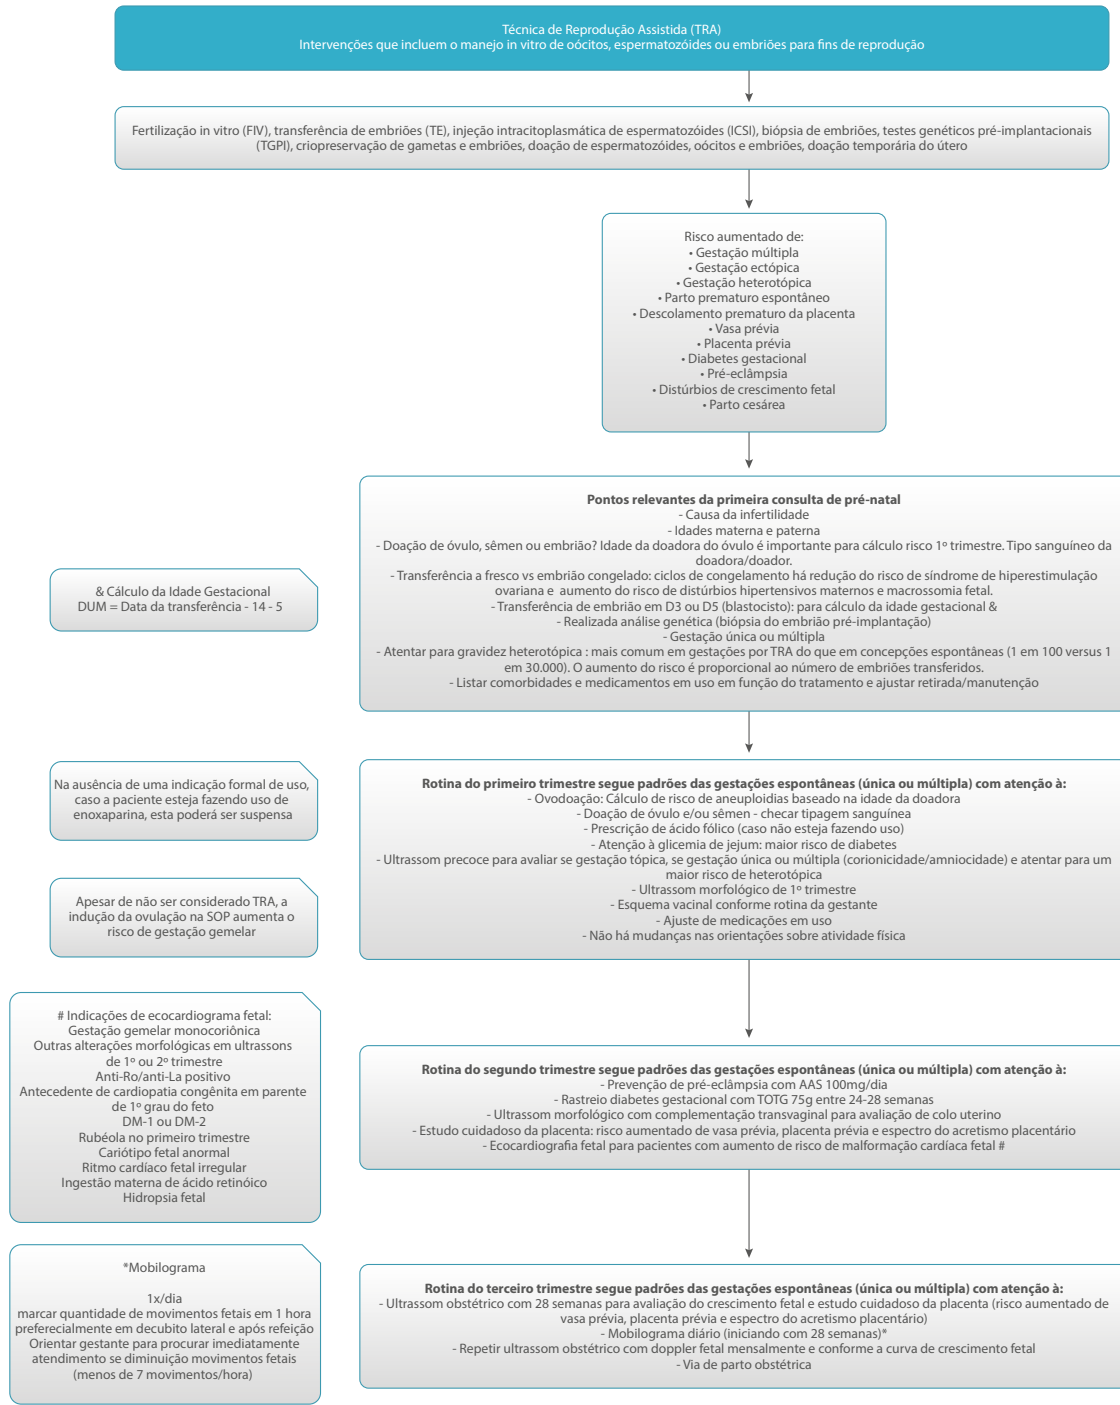 Técnica de Reprodução Assistida (TRA)
Intervenções que incluem o manejo in vitro de oócitos, espermatozóides ou embriões para fins de reprodução
Fertilização in vitro (FIV), transferência de embriões (TE), injeção intracitoplasmática de espermatozóides (ICSI), biópsia de embriões, testes genéticos pré-implantacionais
(TGPI), criopreservação de gametas e embriões, doação de espermatozóides, oócitos e embriões, doação temporária do útero
Risco aumentado de:
• Gestação múltipla
• Gestação ectópica
• Gestação heterotópica
• Parto prematuro espontâneo
• Descolamento prematuro da placenta
• Vasa prévia
• Placenta prévia
• Diabetes gestacional
• Pré-eclâmpsia
• Distúrbios de crescimento fetal
• Parto cesárea
Pontos relevantes da primeira consulta de pré-natal
- Causa da infertilidade
- Idades materna e paterna
- Doação de óvulo, sêmen ou embrião? Idade da doadora do óvulo é importante para cálculo risco 1º trimestre. Tipo sanguíneo da
doadora/doador.
- Transferência a fresco vs embrião congelado: ciclos de congelamento há redução do risco de síndrome de hiperestimulação
ovariana e aumento do risco de distúrbios hipertensivos maternos e macrossomia fetal.
- Transferência de embrião em D3 ou D5 (blastocisto): para cálculo da idade gestacional &
- Realizada análise genética (biópsia do embrião pré-implantação)
- Gestação única ou múltipla
- Atentar para gravidez heterotópica : mais comum em gestações por TRA do que em concepções espontâneas (1 em 100 versus 1
em 30.000). O aumento do risco é proporcional ao número de embriões transferidos.
- Listar comorbidades e medicamentos em uso em função do tratamento e ajustar retirada/manutenção
& Cálculo da Idade Gestacional
DUM = Data da transferência - 14 - 5
Rotina do primeiro trimestre segue padrões das gestações espontâneas (única ou múltipla) com atenção à:
- Ovodoação: Cálculo de risco de aneuploidias baseado na idade da doadora
- Doação de óvulo e/ou sêmen - checar tipagem sanguínea
- Prescrição de ácido fólico (caso não esteja fazendo uso)
- Atenção à glicemia de jejum: maior risco de diabetes
- Ultrassom precoce para avaliar se gestação tópica, se gestação única ou múltipla (corionicidade/amniocidade) e atentar para um
maior risco de heterotópica
- Ultrassom morfológico de 1º trimestre
- Esquema vacinal conforme rotina da gestante
- Ajuste de medicações em uso
- Não há mudanças nas orientações sobre atividade física
Na ausência de uma indicação formal de uso,
caso a paciente esteja fazendo uso de
enoxaparina, esta poderá ser suspensa
Apesar de não ser considerado TRA, a
indução da ovulação na SOP aumenta o
risco de gestação gemelar
# Indicações de ecocardiograma fetal:
Gestação gemelar monocoriônica
Outras alterações morfológicas em ultrassons
de 1º ou 2º trimestre
Anti-Ro/anti-La positivo
Antecedente de cardiopatia congênita em parente
de 1º grau do feto
DM-1 ou DM-2
Rubéola no primeiro trimestre
Cariótipo fetal anormal
Ritmo cardíaco fetal irregular
Ingestão materna de ácido retinóico
Hidropsia fetal
Rotina do segundo trimestre segue padrões das gestações espontâneas (única ou múltipla) com atenção à:
- Prevenção de pré-eclâmpsia com AAS 100mg/dia
- Rastreio diabetes gestacional com TOTG 75g entre 24-28 semanas
- Ultrassom morfológico com complementação transvaginal para avaliação de colo uterino
- Estudo cuidadoso da placenta: risco aumentado de vasa prévia, placenta prévia e espectro do acretismo placentário
- Ecocardiografia fetal para pacientes com aumento de risco de malformação cardíaca fetal #
*Mobilograma
1x/dia
marcar quantidade de movimentos fetais em 1 hora
preferecialmente em decubito lateral e após refeição
Orientar gestante para procurar imediatamente
atendimento se diminuição movimentos fetais
(menos de 7 movimentos/hora)
Rotina do terceiro trimestre segue padrões das gestações espontâneas (única ou múltipla) com atenção à:
- Ultrassom obstétrico com 28 semanas para avaliação do crescimento fetal e estudo cuidadoso da placenta (risco aumentado de
vasa prévia, placenta prévia e espectro do acretismo placentário)
- Mobilograma diário (iniciando com 28 semanas)*
- Repetir ultrassom obstétrico com doppler fetal mensalmente e conforme a curva de crescimento fetal
- Via de parto obstétrica